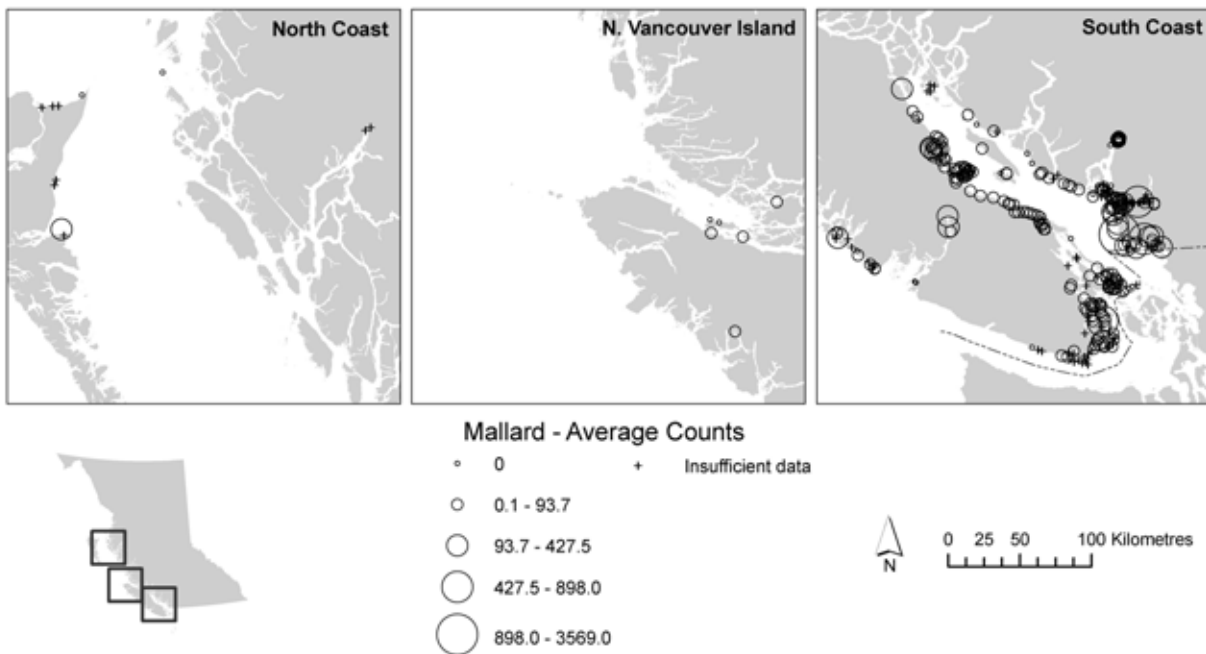 North Coast
N. Vancouver Island
South Coast
Mallard - Average Counts
0
Insufficient data
0.1 - 93.7
93.7 - 427.5
427.5 - 898.0
898.0 - 3569.0
N
0 25 50 100 Kilometres